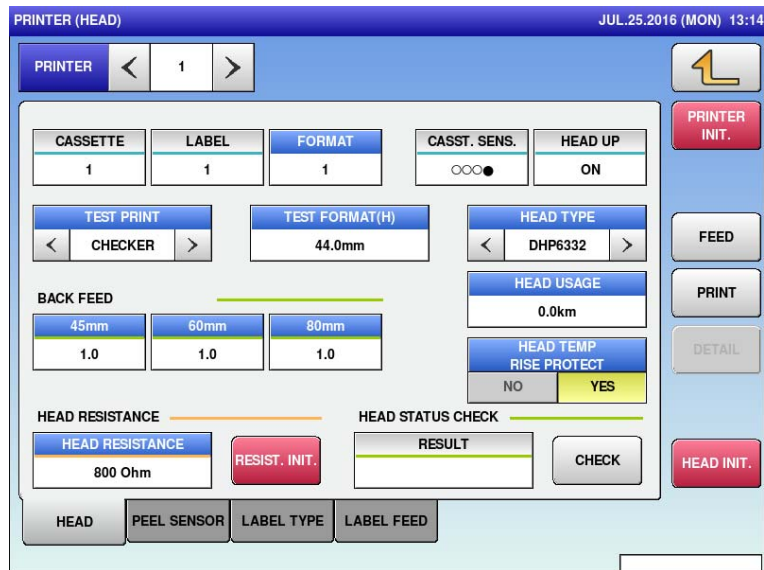 PRINTER (HEAD) JUL.25.2016 (MON) 13:14
PRINTER < 1 >
PRINTER
INIT.
CASSETTE LABEL FORMAT CASST. SENS. HEAD UP
1 1 1 ○○○● ON
TEST PRINT TEST FORMAT(H) HEAD TYPE
< CHECKER > 44.0mm < DHP6332 >
FEED
HEAD USAGE
0.0km
PRINT
BACK FEED
45mm 60mm 80mm
1.0 1.0 1.0
HEAD TEMP
RISE PROTECT
NO YES
DETAIL
HEAD RESISTANCE HEAD STATUS CHECK
HEAD RESISTANCE RESULT
800 Ohm RESIST. INIT. CHECK HEAD INIT.
HEAD PEEL SENSOR LABEL TYPE LABEL FEED